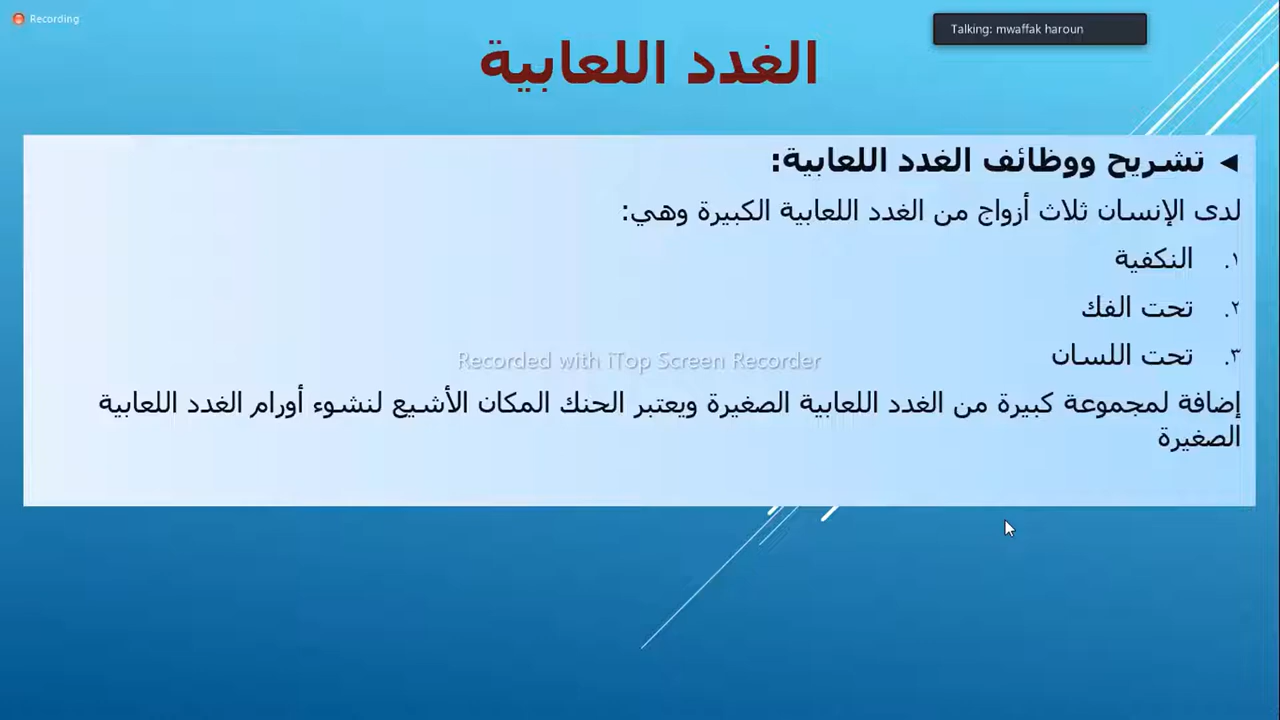 Recording
Talking: mwaffak haroun
الغدد اللعابية
◄ تشريح ووظائف الغدد اللعابية:
لدى الإنسان ثلاث أزواج من الغدد اللعابية الكبيرة وهي:
١. النكفية
٢. تحت الفك
٣. تحت اللسان
Recorded with iTop Screen Recorder
إضافة لمجموعة كبيرة من الغدد اللعابية الصغيرة ويعتبر الحنك المكان الأشيع لنشوء أورام الغدد اللعابية
الصغيرة